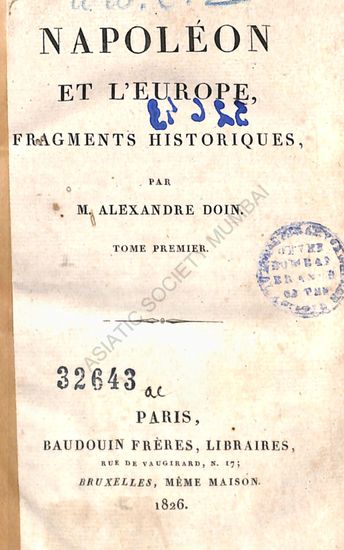 NAPOLÉON
ET L'EUROPE,
FRAGMENTS HISTORIQUES,
PAR
M. ALEXANDRE DOIN.
TOME PREMIER.
ASIATIC SOCIETY MUMBAI
32643
ac
PARIS,
BAUDOUIN FRÈRES, LIBRAIRES,
RUE DE VAUGIRARD, N. 17;
BRUXELLES, MÊME MAISON.
1826.